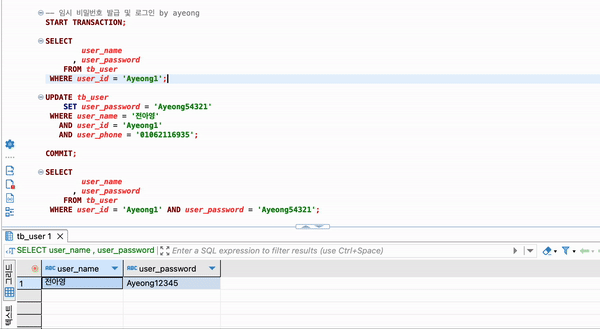 -- 임시 비밀번호 발급 및 로그인 by ayeong
START TRANSACTION;
SELECT
user_name
, user_password
FROM tb_user
WHERE user_id = 'Ayeong1';
UPDATE tb_user
SET user_password = 'Ayeong54321'
WHERE user_name = '전아영'
AND user_id = 'Ayeong1'
AND user_phone = '01062116935';
COMMIT;
SELECT
user_name
, user_password
FROM tb_user
WHERE user_id = 'Ayeong1' AND user_password = 'Ayeong54321';
tb_user 1
SELECT user_name , user_password
Enter a SQL expression to filter results (use Ctrl+Space)
그리드
텍스트
ABC user_name
ABC user_password
1 전아영 Ayeong12345